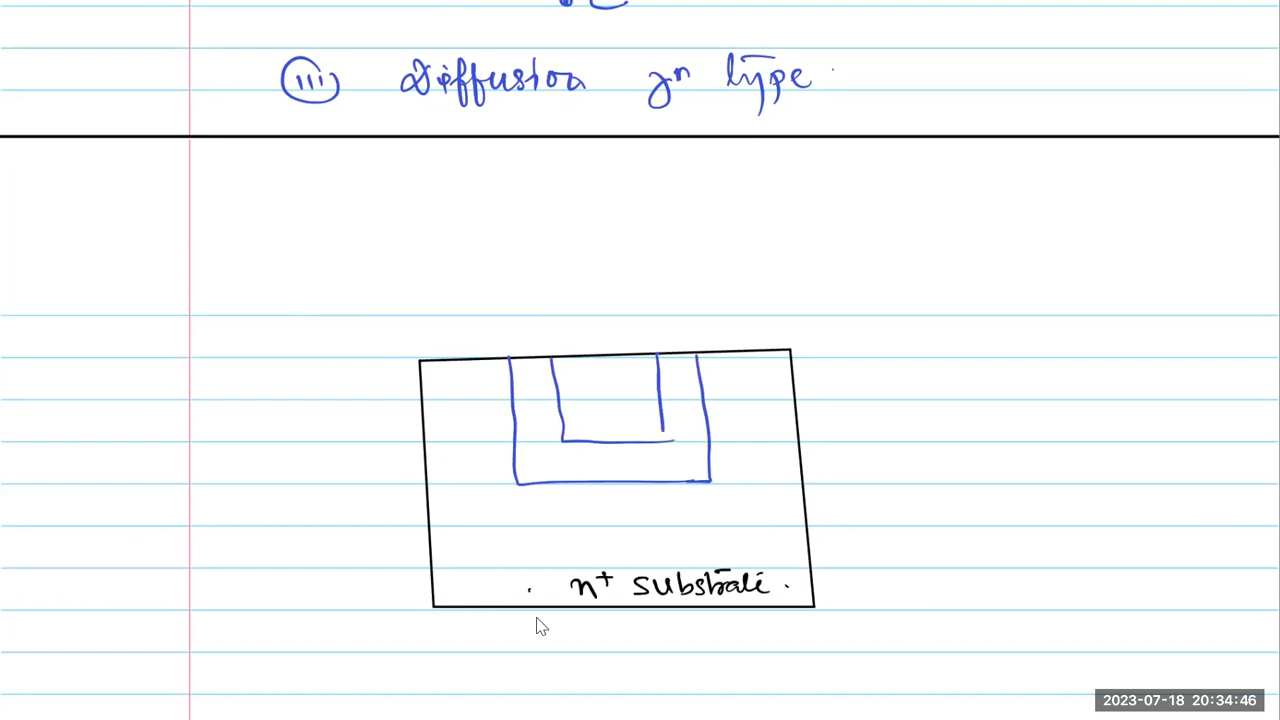 (iii) Diffusion jⁿ type
n⁺ substrate
2023-07-18 20:34:46